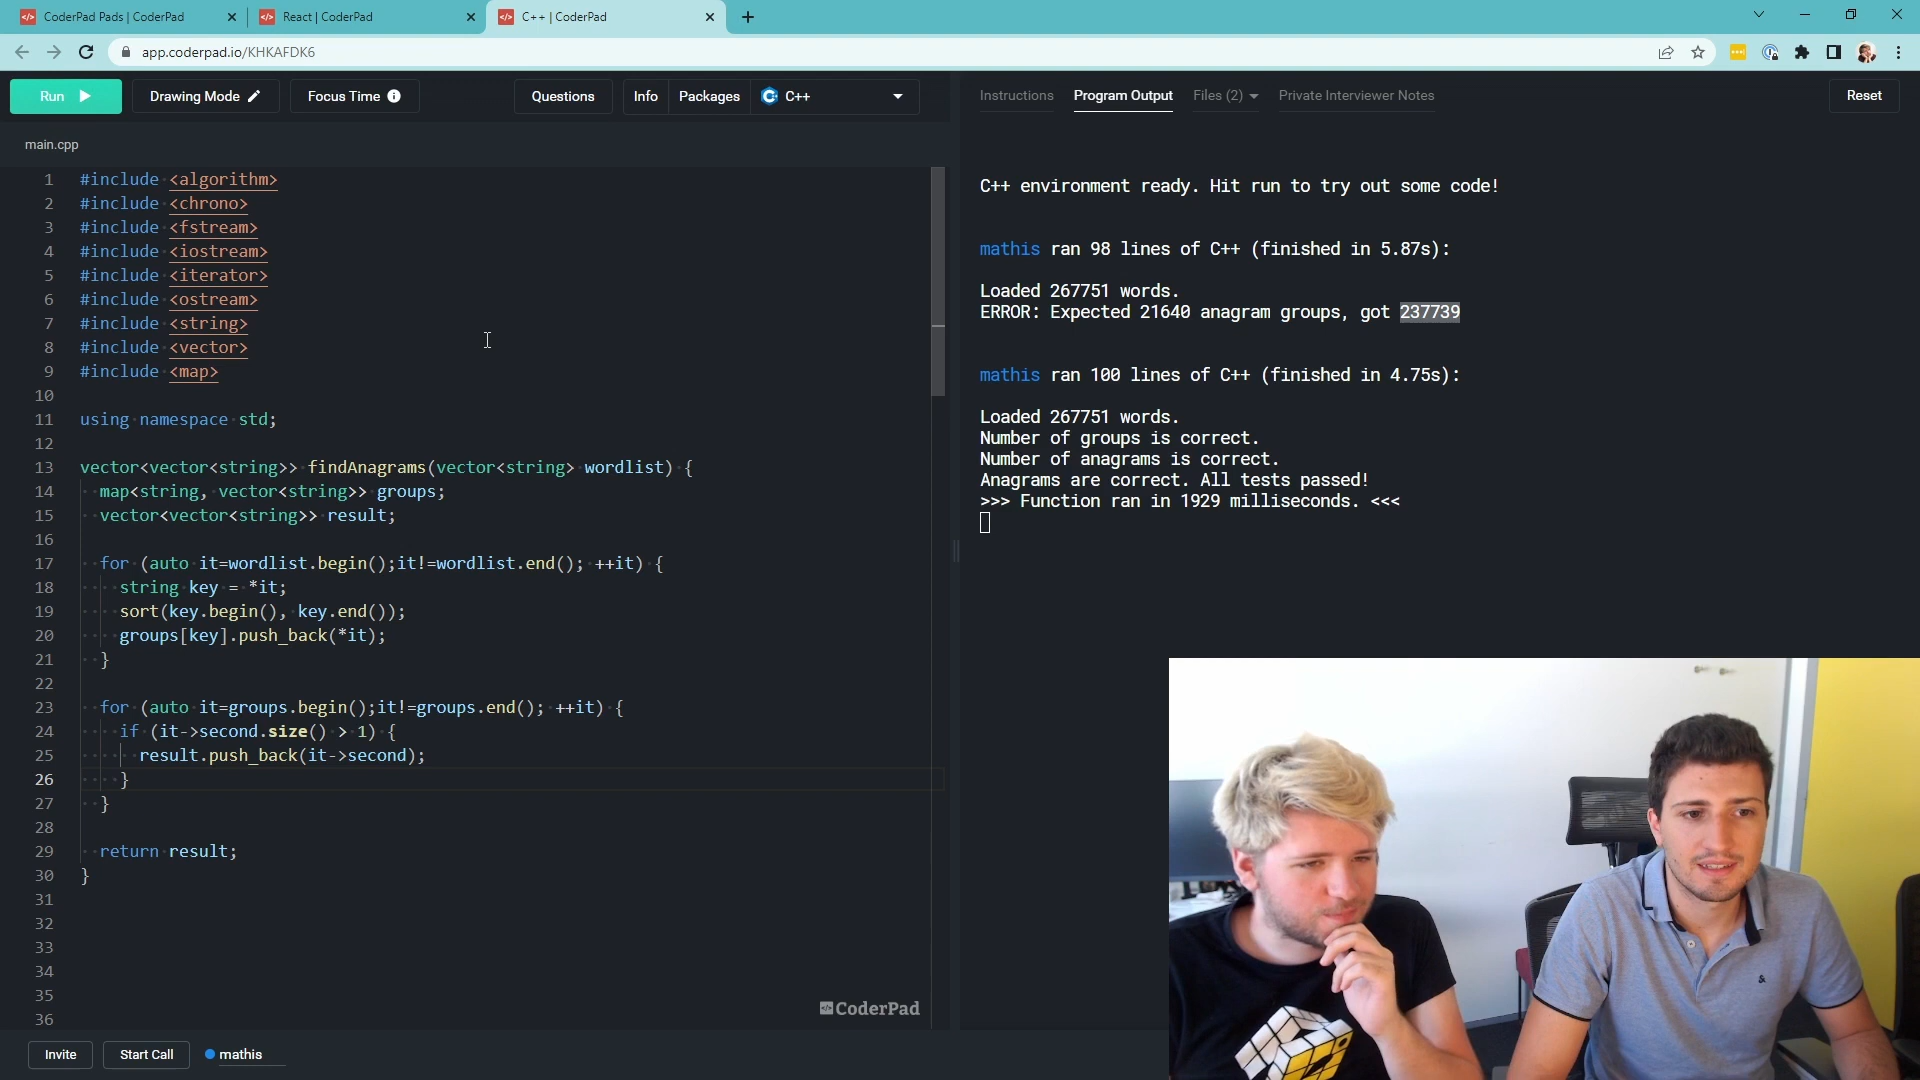 CoderPad Pads | CoderPad
React | CoderPad
C++ | CoderPad
app.coderpad.io/KHKAFDK6
Run
Drawing Mode
Focus Time
Questions
Info
Packages
C++
Instructions
Program Output
Files (2)
Private Interviewer Notes
Reset
main.cpp
1 #include <algorithm>
2 #include <chrono>
3 #include <fstream>
4 #include <iostream>
5 #include <iterator>
6 #include <ostream>
7 #include <string>
8 #include <vector>
9 #include <map>
10
11 using namespace std;
12
13 vector<vector<string>> findAnagrams(vector<string> wordlist) {
14 map<string, vector<string>> groups;
15 vector<vector<string>> result;
16
17 for (auto it=wordlist.begin();it!=wordlist.end(); ++it) {
18 string key = *it;
19 sort(key.begin(), key.end());
20 groups[key].push_back(*it);
21 }
22
23 for (auto it=groups.begin();it!=groups.end(); ++it) {
24 if (it->second.size() > 1) {
25 result.push_back(it->second);
26 }
27 }
28
29 return result;
30 }
31
32
33
34
35
36
CoderPad
Invite
Start Call
mathis
C++ environment ready. Hit run to try out some code!
mathis ran 98 lines of C++ (finished in 5.87s):
Loaded 267751 words.
ERROR: Expected 21640 anagram groups, got 237739
mathis ran 100 lines of C++ (finished in 4.75s):
Loaded 267751 words.
Number of groups is correct.
Number of anagrams is correct.
Anagrams are correct. All tests passed!
>>> Function ran in 1929 milliseconds. <<<